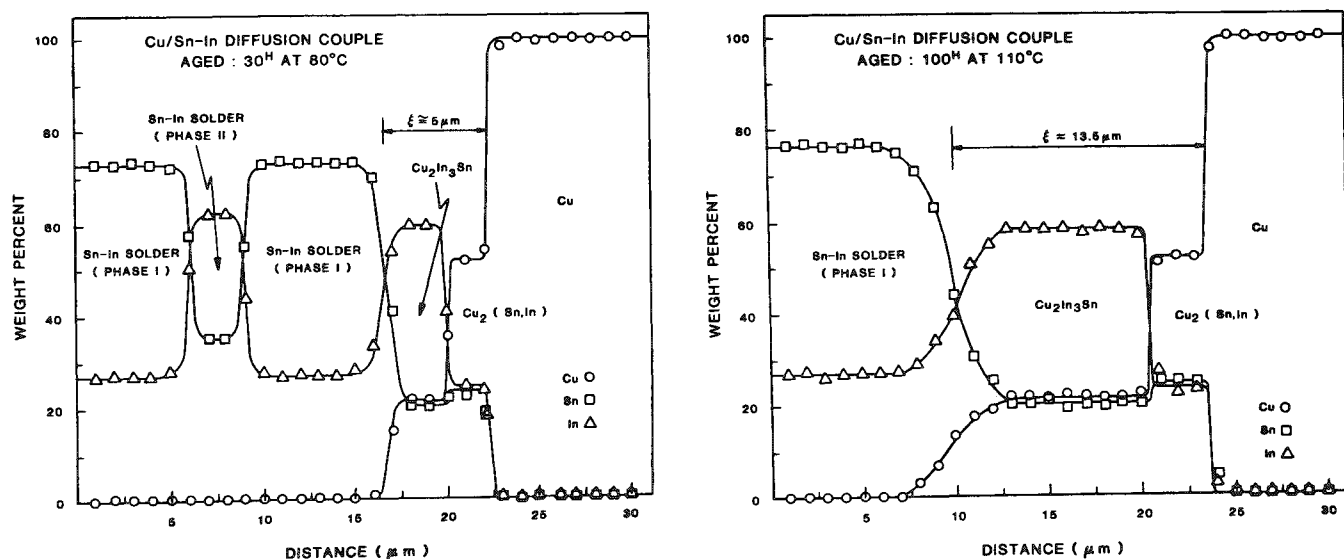 Cu/Sn-In DIFFUSION COUPLE
AGED : 30H AT 80°C
Sn-In SOLDER
( PHASE II )
ξ ≅ 5μm
Cu2In3Sn
Cu
Sn-In SOLDER
( PHASE I )
Sn-In SOLDER
( PHASE I )
Cu2 ( Sn,In )
Cu
Sn
In
100
80
60
40
20
0
WEIGHT PERCENT
5
10
15
20
25
30
DISTANCE ( μm )
Cu/Sn-In DIFFUSION COUPLE
AGED : 100H AT 110°C
ξ = 13.5μm
Cu
Sn-In SOLDER
( PHASE I )
Cu2In3Sn
Cu2 ( Sn,In )
Cu
Sn
In
100
80
60
40
20
0
WEIGHT PERCENT
5
10
15
20
25
30
DISTANCE ( μm )